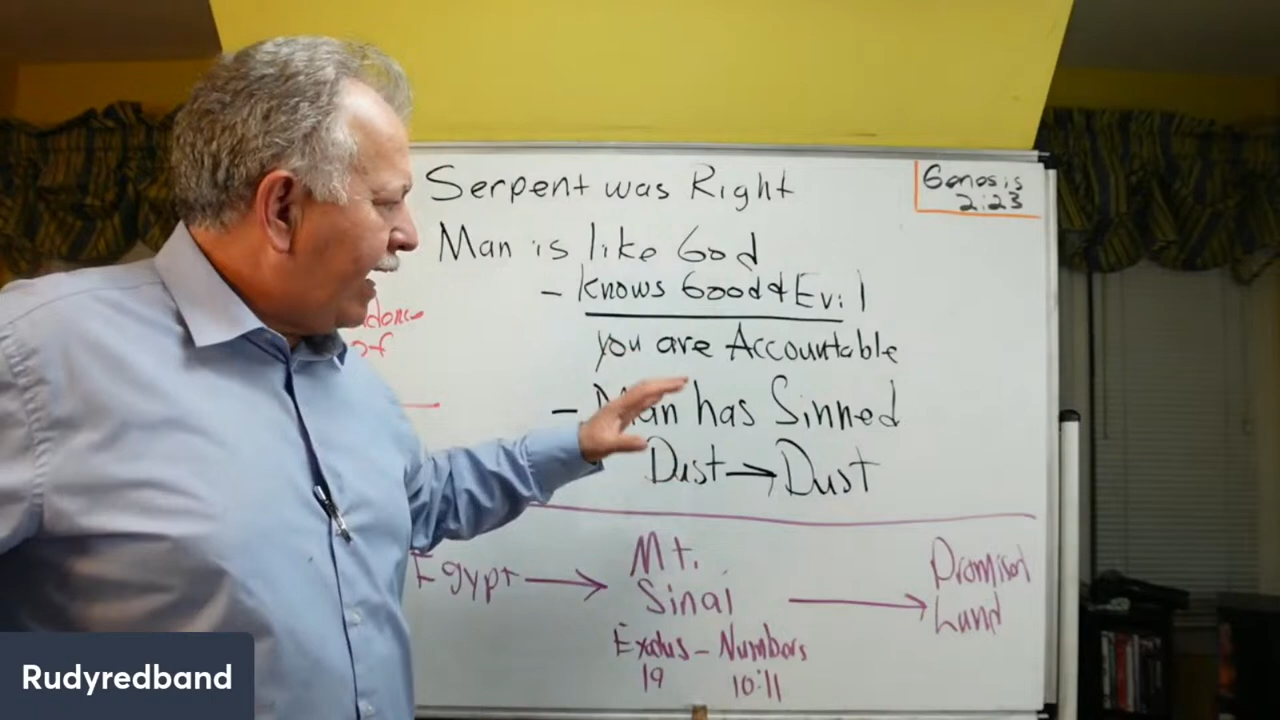 Serpent was Right
Genesis
2:23
Man is like God
- Knows Good & Evil
you are Accountable
- Man has Sinned
Dust → Dust
of
Egypt → Mt. Sinai → Promised Land
Exodus - Numbers
19 10:11
Rudyredband